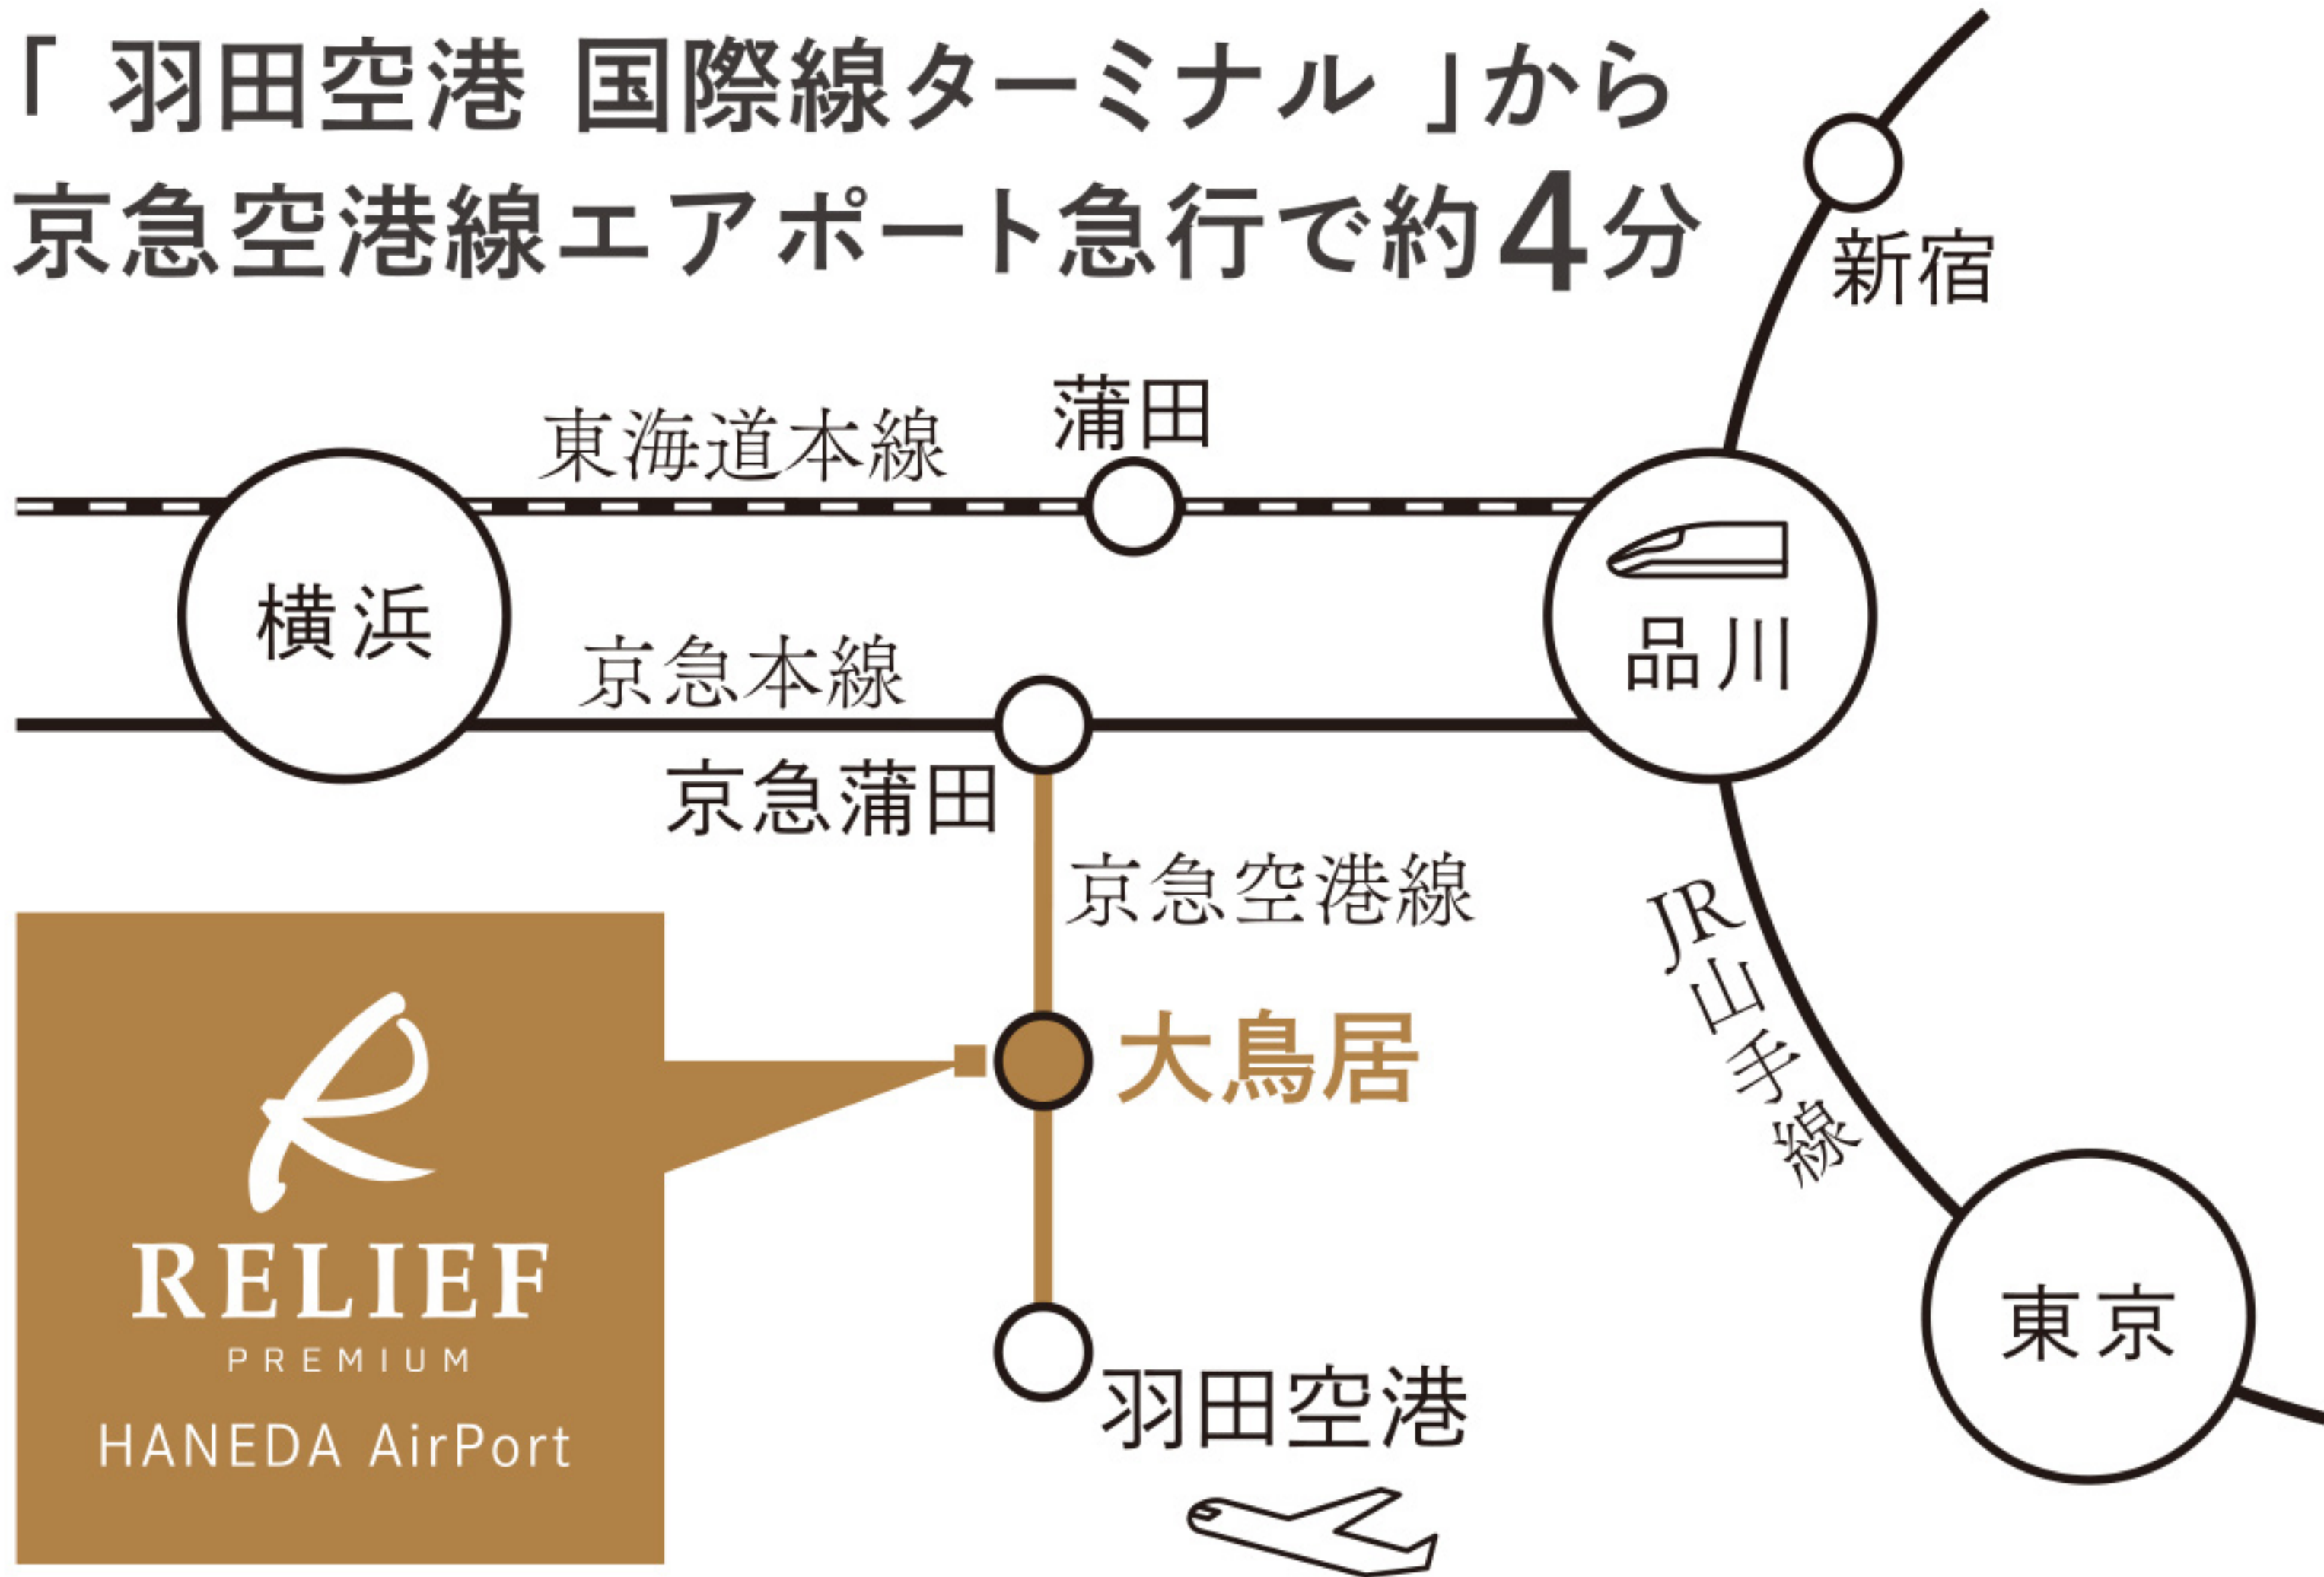 「 羽田空港 国際線ターミナル 」から
京急空港線エアポート急行で約4分
新宿
蒲田
東海道本線
横浜
品川
京急本線
京急蒲田
京急空港線
JR山手線
大鳥居
R
RELIEF
PREMIUM
HANEDA AirPort
東京
羽田空港